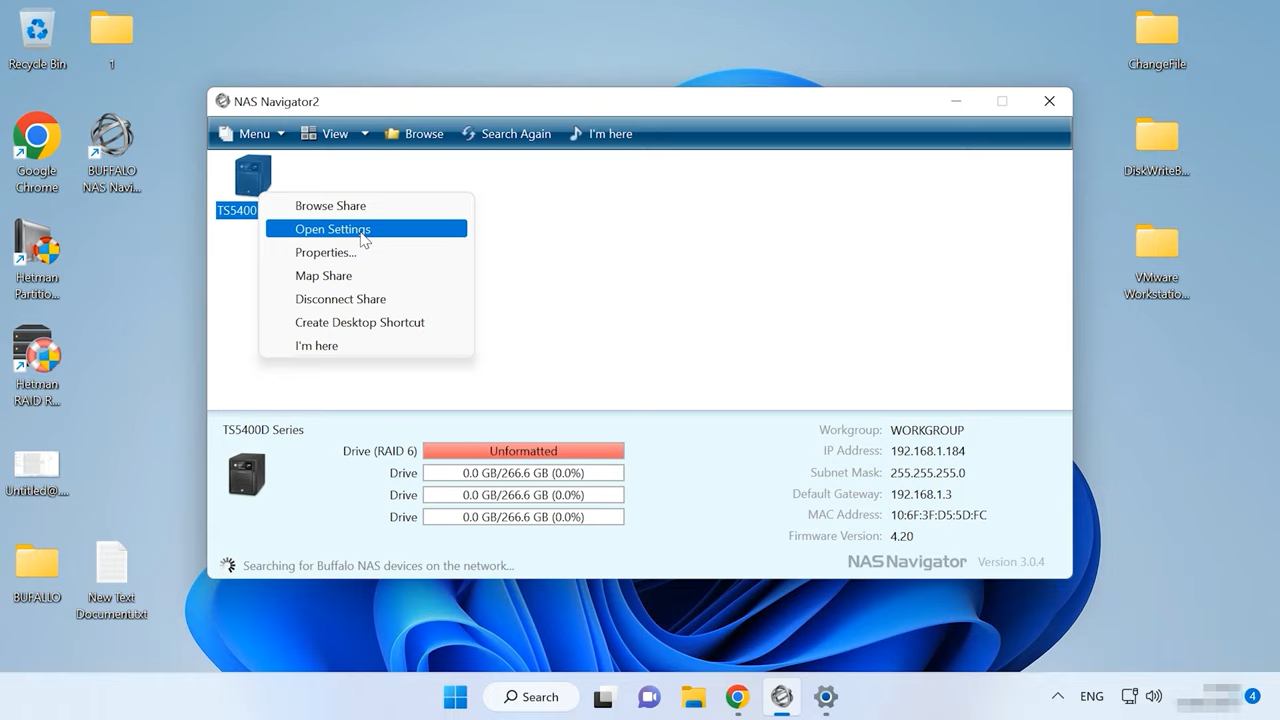 Recycle Bin
1
Google
Chrome
BUFFALO
NAS Navi...
Hetman
Partitio...
Hetman
RAID R...
Untitled@....
BUFALLO
New Text
Document.txt
ChangeFile
DiskWriteB...
VMware
Workstatio...
NAS Navigator2
Menu View Browse Search Again I'm here
TS5400
Browse Share
Open Settings
Properties...
Map Share
Disconnect Share
Create Desktop Shortcut
I'm here
TS5400D Series
Drive (RAID 6) Unformatted
Drive 0.0 GB/266.6 GB (0.0%)
Drive 0.0 GB/266.6 GB (0.0%)
Drive 0.0 GB/266.6 GB (0.0%)
Workgroup: WORKGROUP
IP Address: 192.168.1.184
Subnet Mask: 255.255.255.0
Default Gateway: 192.168.1.3
MAC Address: 10:6F:3F:D5:5D:FC
Firmware Version: 4.20
Searching for Buffalo NAS devices on the network...
NAS Navigator Version 3.0.4
Search
ENG
4